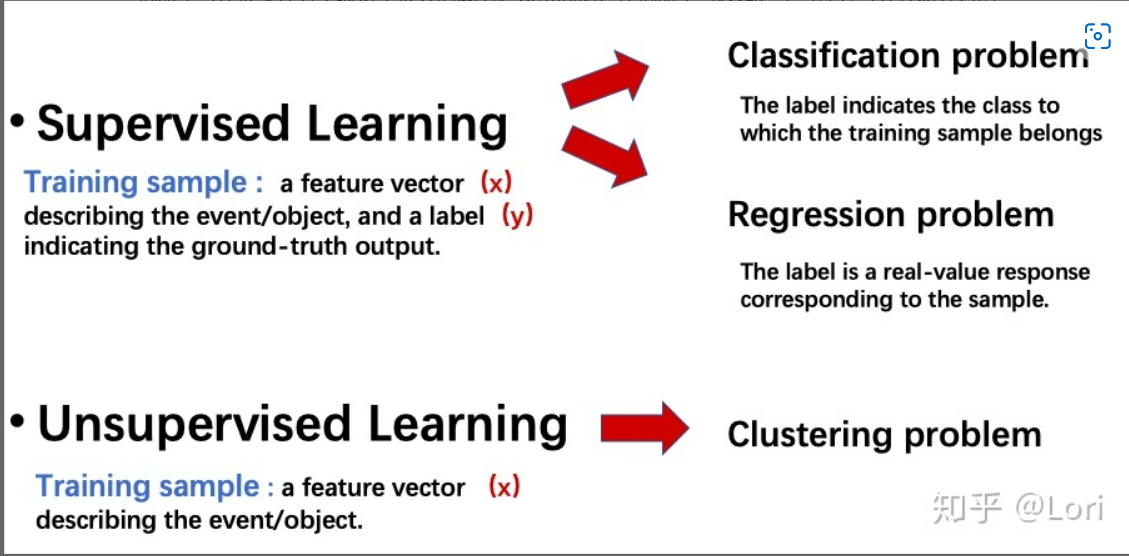 • Supervised Learning
Training sample : a feature vector (x)
describing the event/object, and a label (y)
indicating the ground-truth output.
Classification problem
The label indicates the class to
which the training sample belongs
Regression problem
The label is a real-value response
corresponding to the sample.
• Unsupervised Learning
Training sample : a feature vector (x)
describing the event/object.
Clustering problem
知乎 @Lori